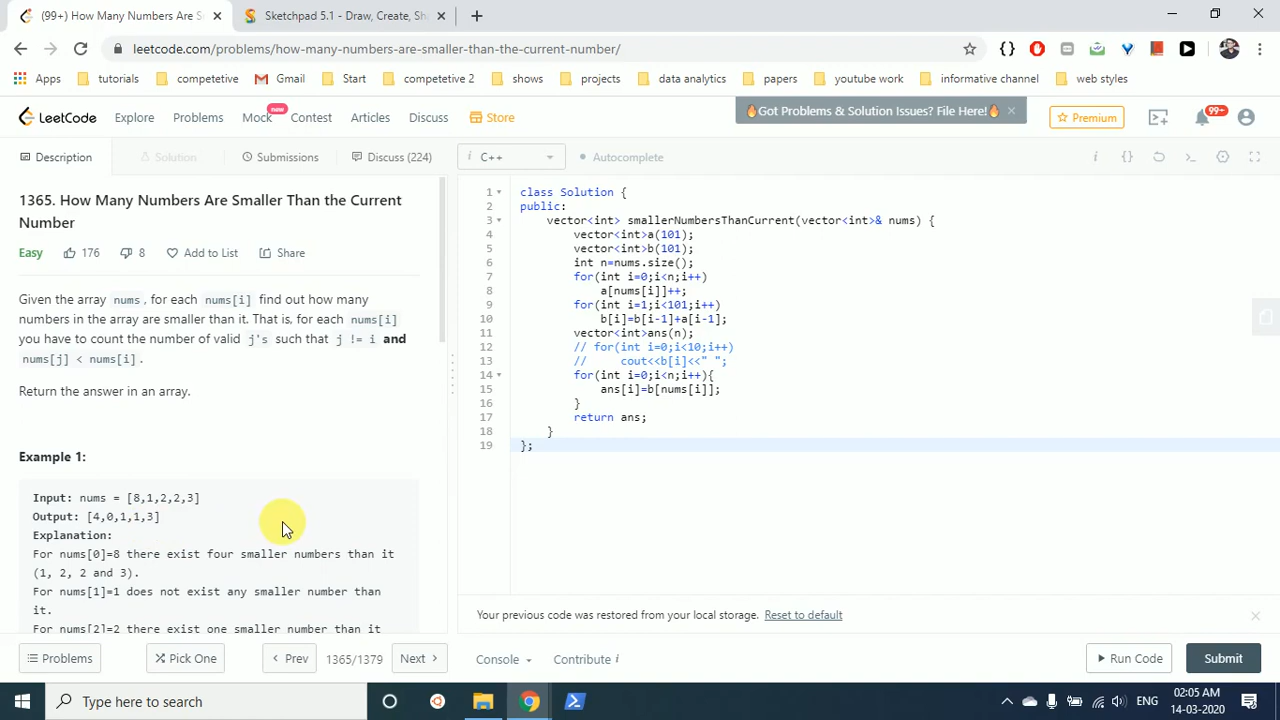 (99+) How Many Numbers Are S
Sketchpad 5.1 - Draw, Create, Sh
leetcode.com/problems/how-many-numbers-are-smaller-than-the-current-number/
Apps tutorials competetive Gmail Start competetive 2 shows projects data analytics papers youtube work informative channel web styles
LeetCode Explore Problems Mock new Contest Articles Discuss Store
🔥Got Problems & Solution Issues? File Here!🔥
Premium 99+
Description Solution Submissions Discuss (224)
i C++ Autocomplete
1365. How Many Numbers Are Smaller Than the Current
Number
Easy 176 8 Add to List Share
Given the array nums, for each nums[i] find out how many
numbers in the array are smaller than it. That is, for each nums[i]
you have to count the number of valid j's such that j != i and
nums[j] < nums[i].
Return the answer in an array.
Example 1:
Input: nums = [8,1,2,2,3]
Output: [4,0,1,1,3]
Explanation:
For nums[0]=8 there exist four smaller numbers than it
(1, 2, 2 and 3).
For nums[1]=1 does not exist any smaller number than
it.
For nums[2]=2 there exist one smaller number than it
1 class Solution {
2 public:
3 vector<int> smallerNumbersThanCurrent(vector<int>& nums) {
4 vector<int>a(101);
5 vector<int>b(101);
6 int n=nums.size();
7 for(int i=0;i<n;i++)
8 a[nums[i]]++;
9 for(int i=1;i<101;i++)
10 b[i]=b[i-1]+a[i-1];
11 vector<int>ans(n);
12 // for(int i=0;i<10;i++)
13 // cout<<b[i]<<" ";
14 for(int i=0;i<n;i++){
15 ans[i]=b[nums[i]];
16 }
17 return ans;
18 }
19 };
Your previous code was restored from your local storage. Reset to default
Problems Pick One Prev 1365/1379 Next Console Contribute i Run Code Submit
Type here to search
ENG
02:05 AM
14-03-2020